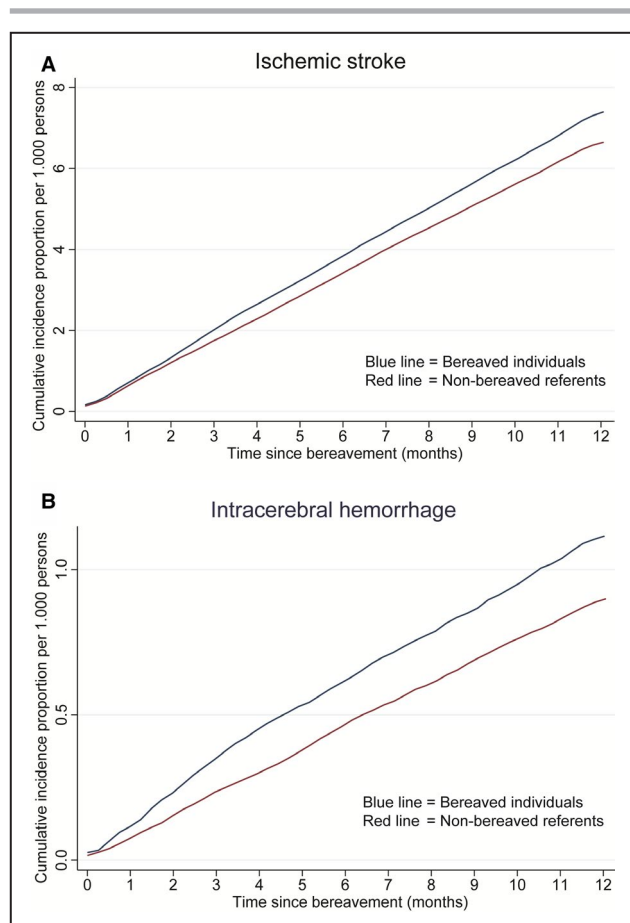 A
Ischemic stroke
Cumulative incidence proportion per 1.000 persons
8
6
4
2
0
Blue line = Bereaved individuals
Red line = Non-bereaved referents
0 1 2 3 4 5 6 7 8 9 10 11 12
Time since bereavement (months)
B
Intracerebral hemorrhage
Cumulative incidence proportion per 1.000 persons
1.0
0.5
0.0
Blue line = Bereaved individuals
Red line = Non-bereaved referents
0 1 2 3 4 5 6 7 8 9 10 11 12
Time since bereavement (months)